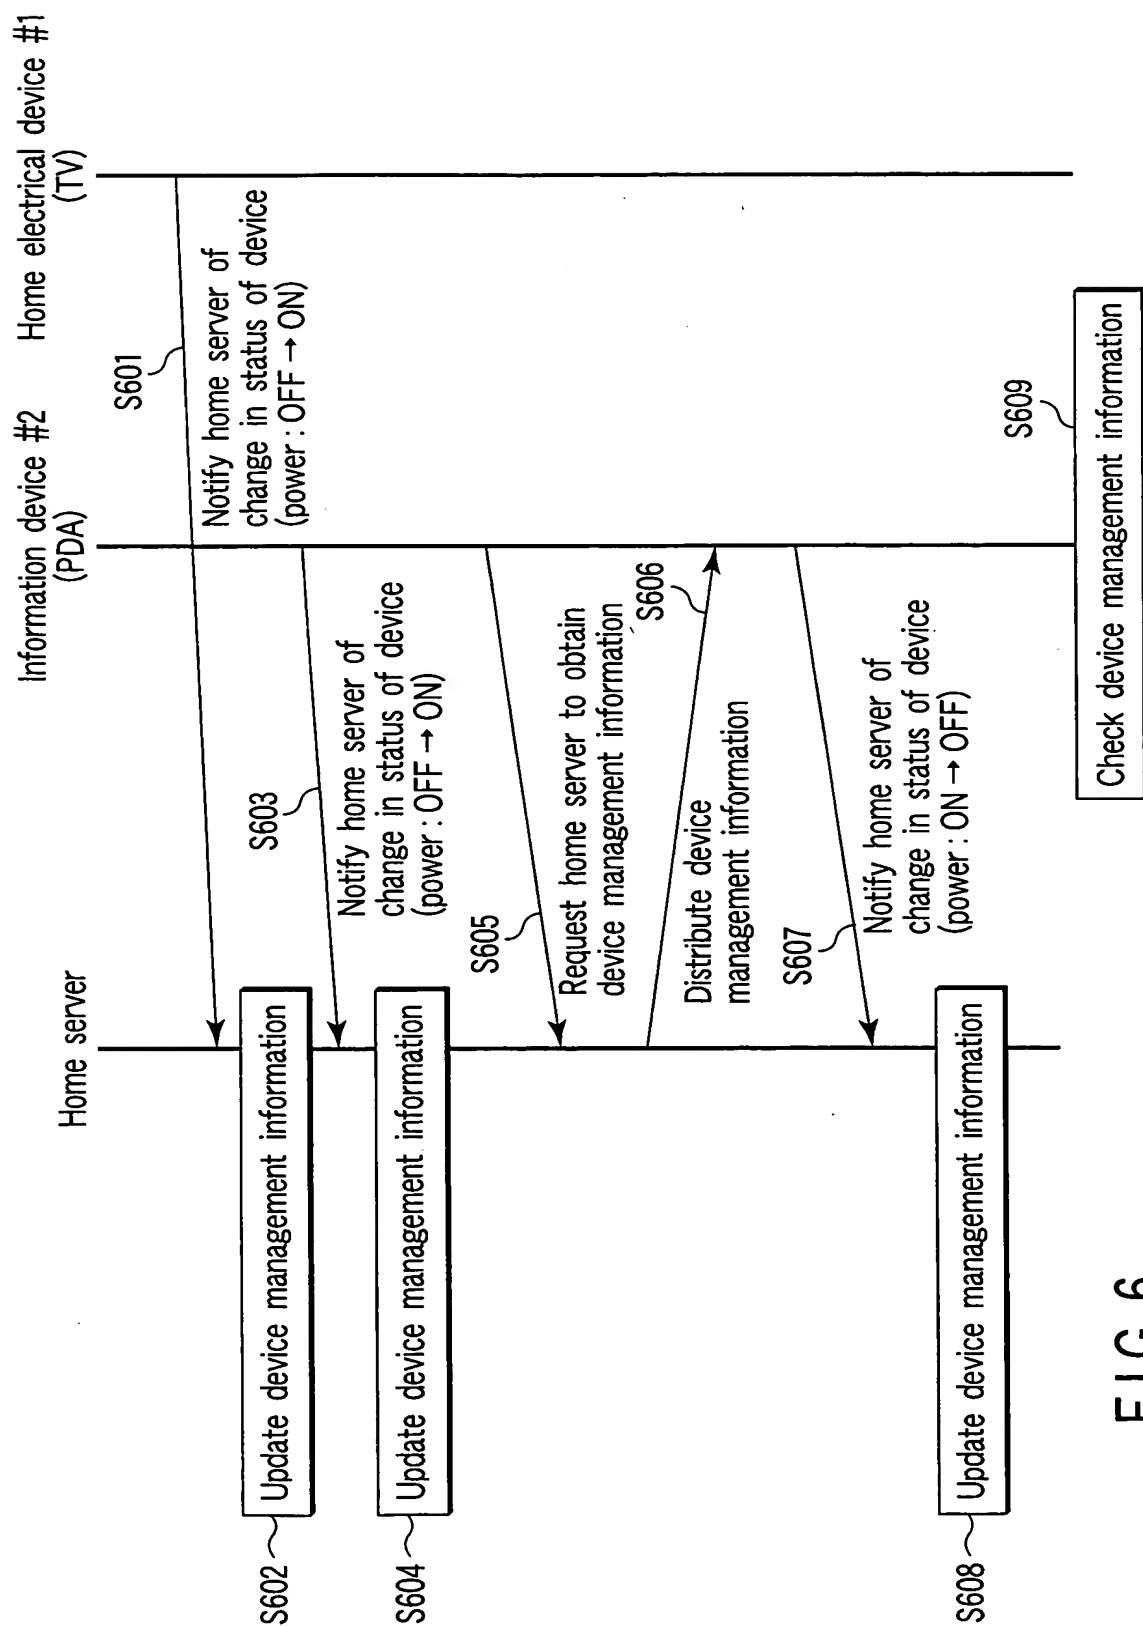 Home server
Information device #2
(PDA)
Home electrical device #1
(TV)
S601
Notify home server of
change in status of device
(power : OFF → ON)
S602
Update device management information
S603
Notify home server of
change in status of device
(power : OFF → ON)
S604
Update device management information
S605
Request home server to obtain
device management information
S606
Distribute device
management information
S607
Notify home server of
change in status of device
(power : ON → OFF)
S608
Update device management information
S609
Check device management information
FIG. 6